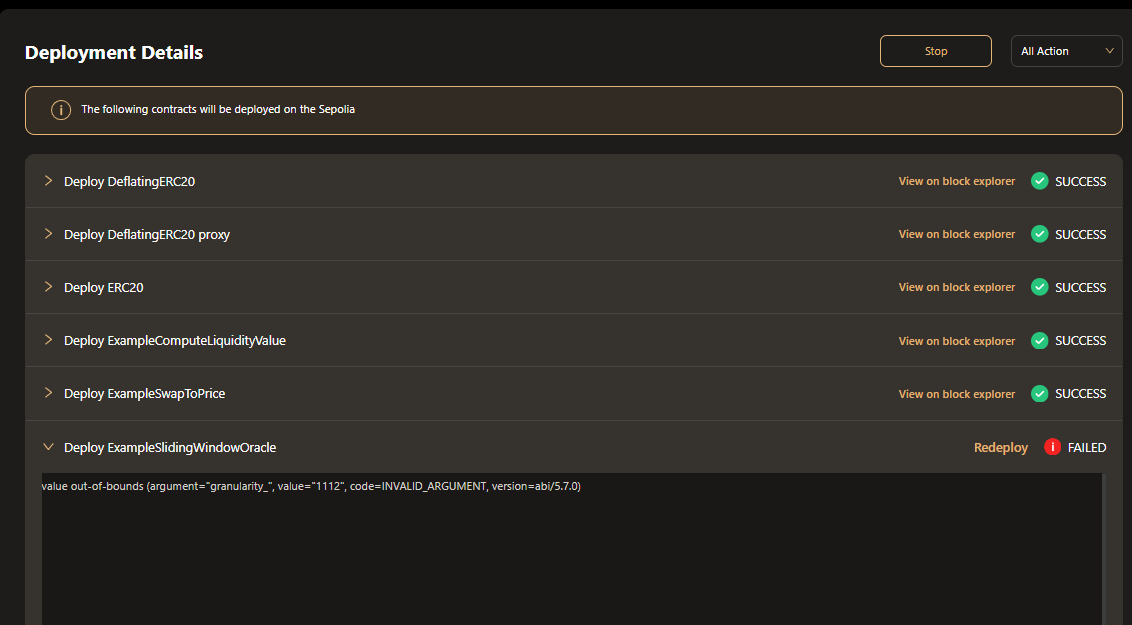 Deployment Details
Stop
All Action
The following contracts will be deployed on the Sepolia
Deploy DeflatingERC20 View on block explorer SUCCESS
Deploy DeflatingERC20 proxy View on block explorer SUCCESS
Deploy ERC20 View on block explorer SUCCESS
Deploy ExampleComputeLiquidityValue View on block explorer SUCCESS
Deploy ExampleSwapToPrice View on block explorer SUCCESS
Deploy ExampleSlidingWindowOracle Redeploy FAILED
value out-of-bounds (argument="granularity_", value="1112", code=INVALID_ARGUMENT, version=abi/5.7.0)